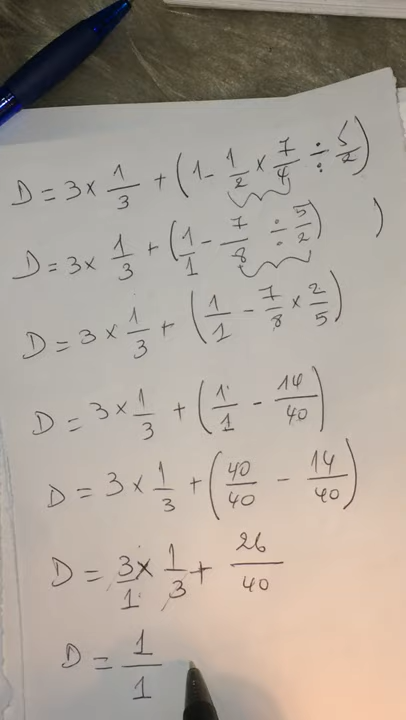 D = 3 × 1/3 + (1 - 1/2 × 7/4 ÷ 5/2)
D = 3 × 1/3 + (1/1 - 7/8 ÷ 5/2) )
D = 3 × 1/3 + (1/1 - 7/8 × 2/5)
D = 3 × 1/3 + (1/1 - 14/40)
D = 3 × 1/3 + (40/40 - 14/40)
D = 3/1 × 1/3 + 26/40
D = 1/1